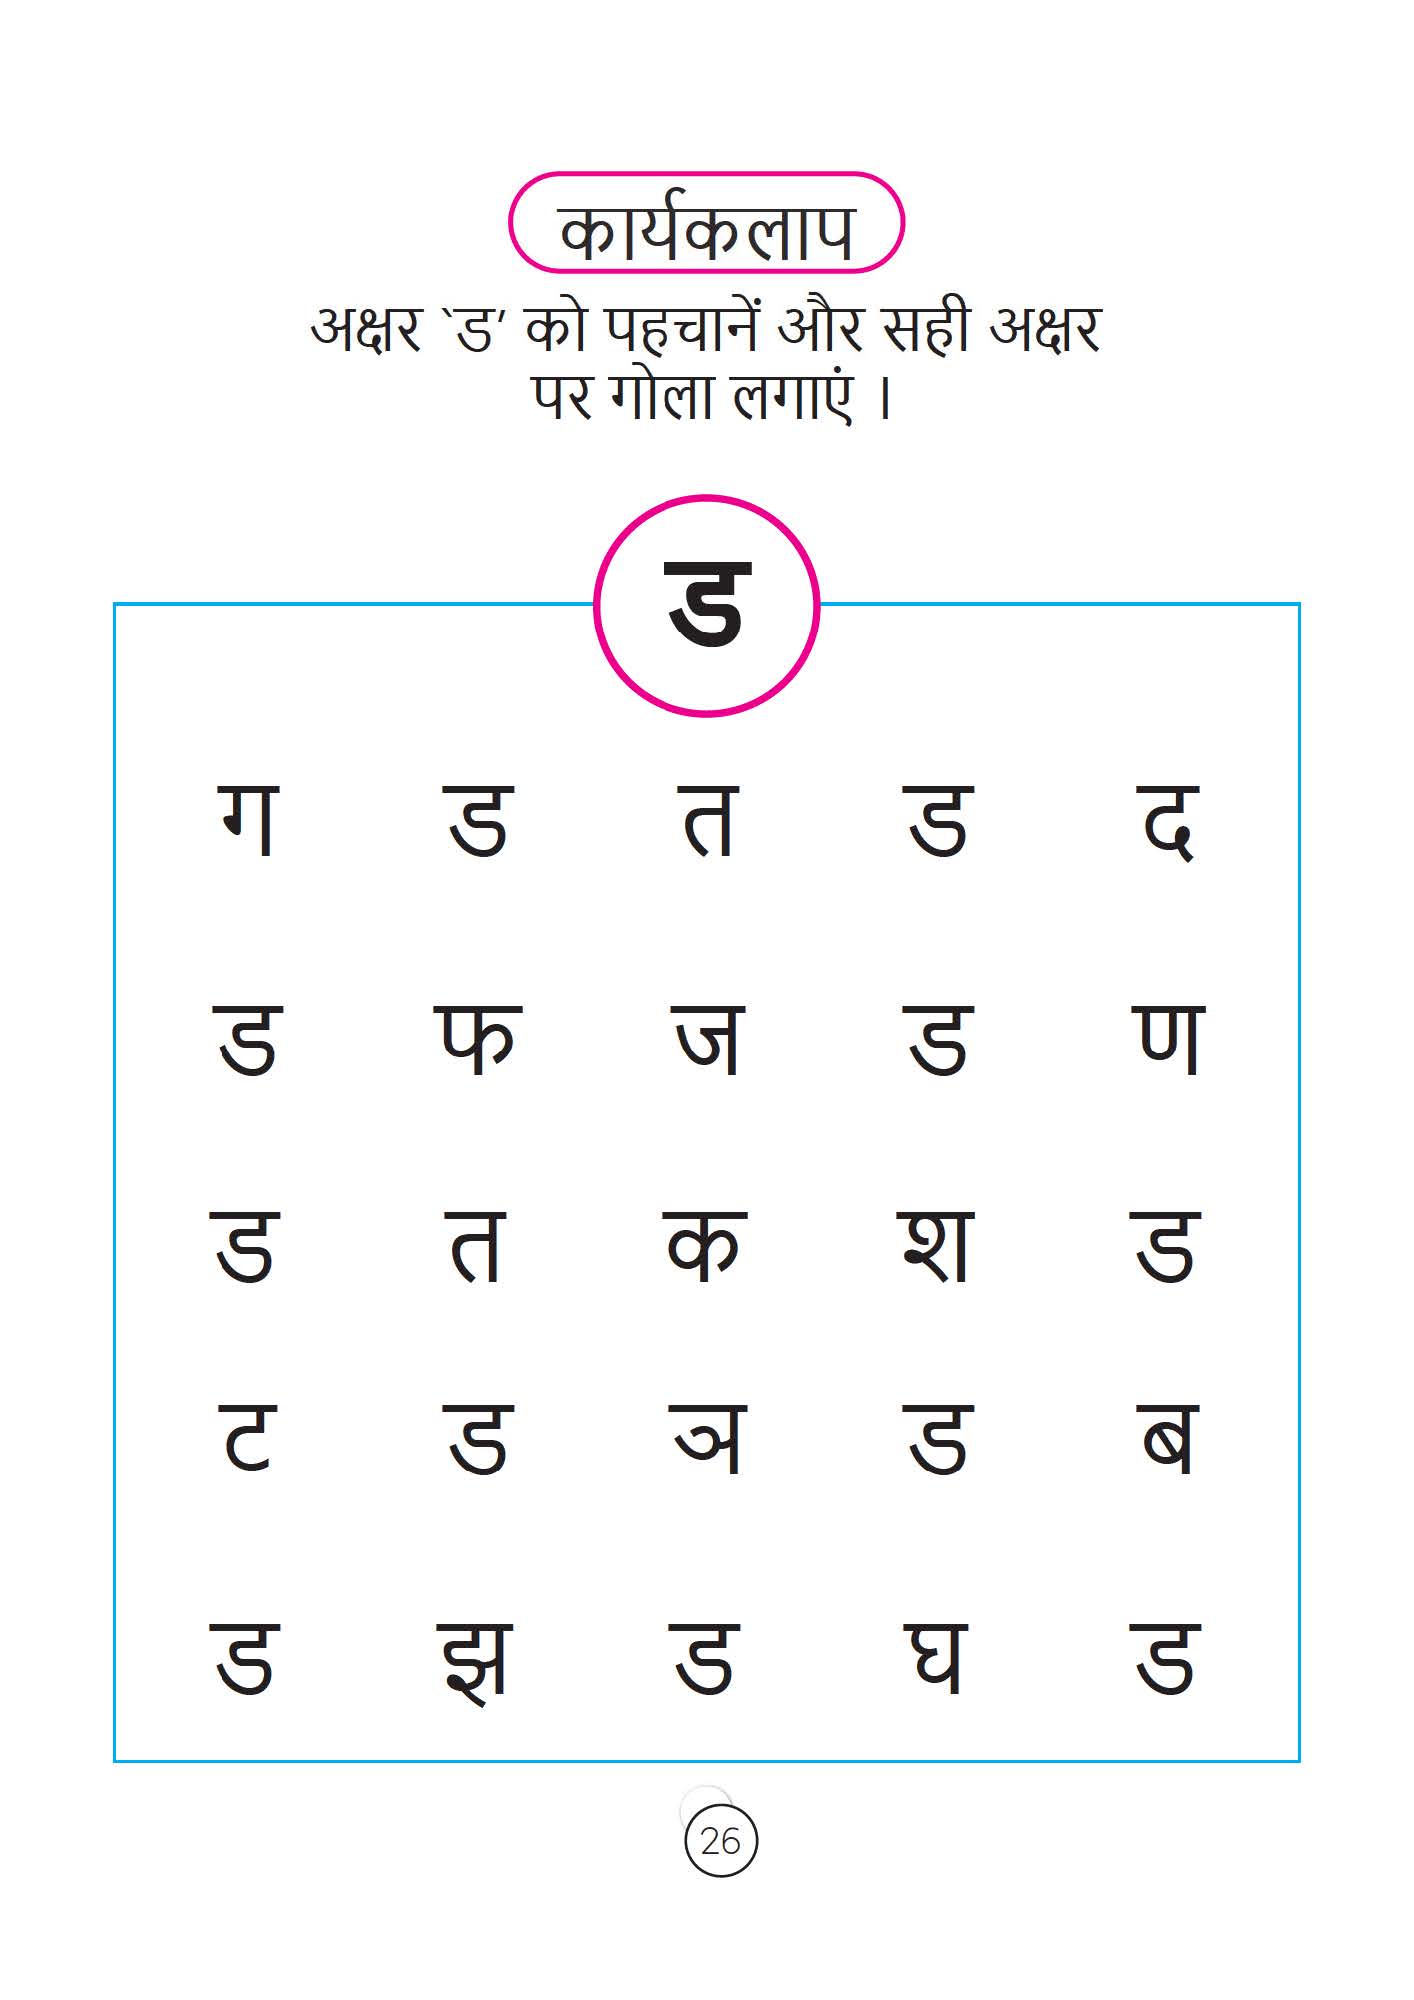 कार्यकलाप
अक्षर `ड’ को पहचानें और सही अक्षर
पर गोला लगाएं ।
ड
ग ड त ड द
ड फ ज ड ण
ड त क श ड
ट ड ञ ड ब
ड झ ड घ ड
26